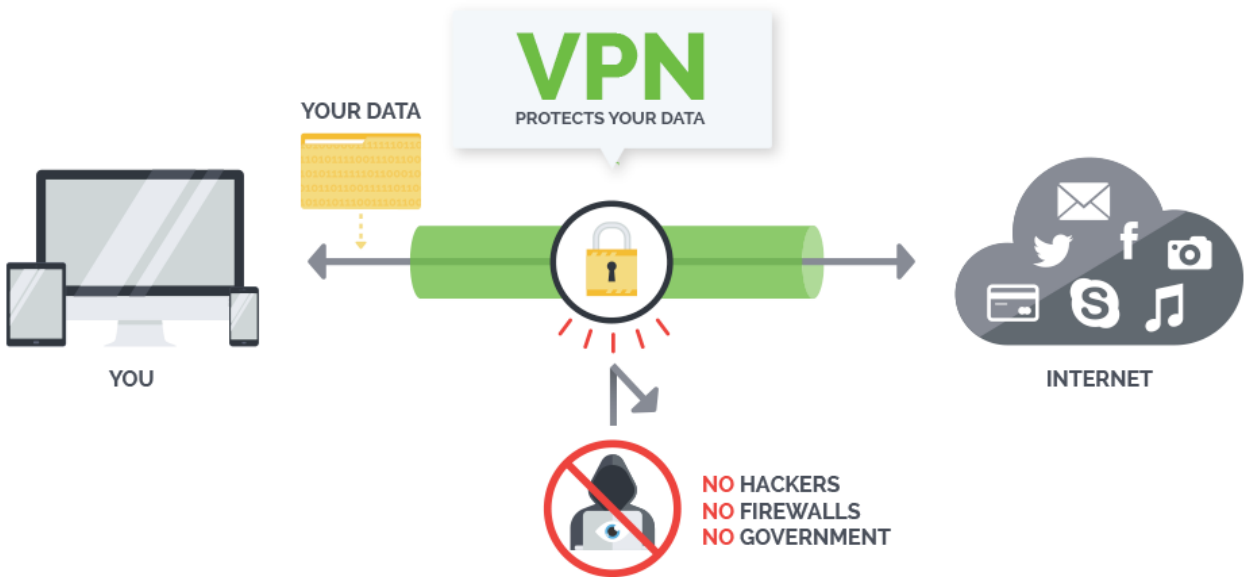 VPN
PROTECTS YOUR DATA
YOUR DATA
YOU
INTERNET
NO HACKERS
NO FIREWALLS
NO GOVERNMENT